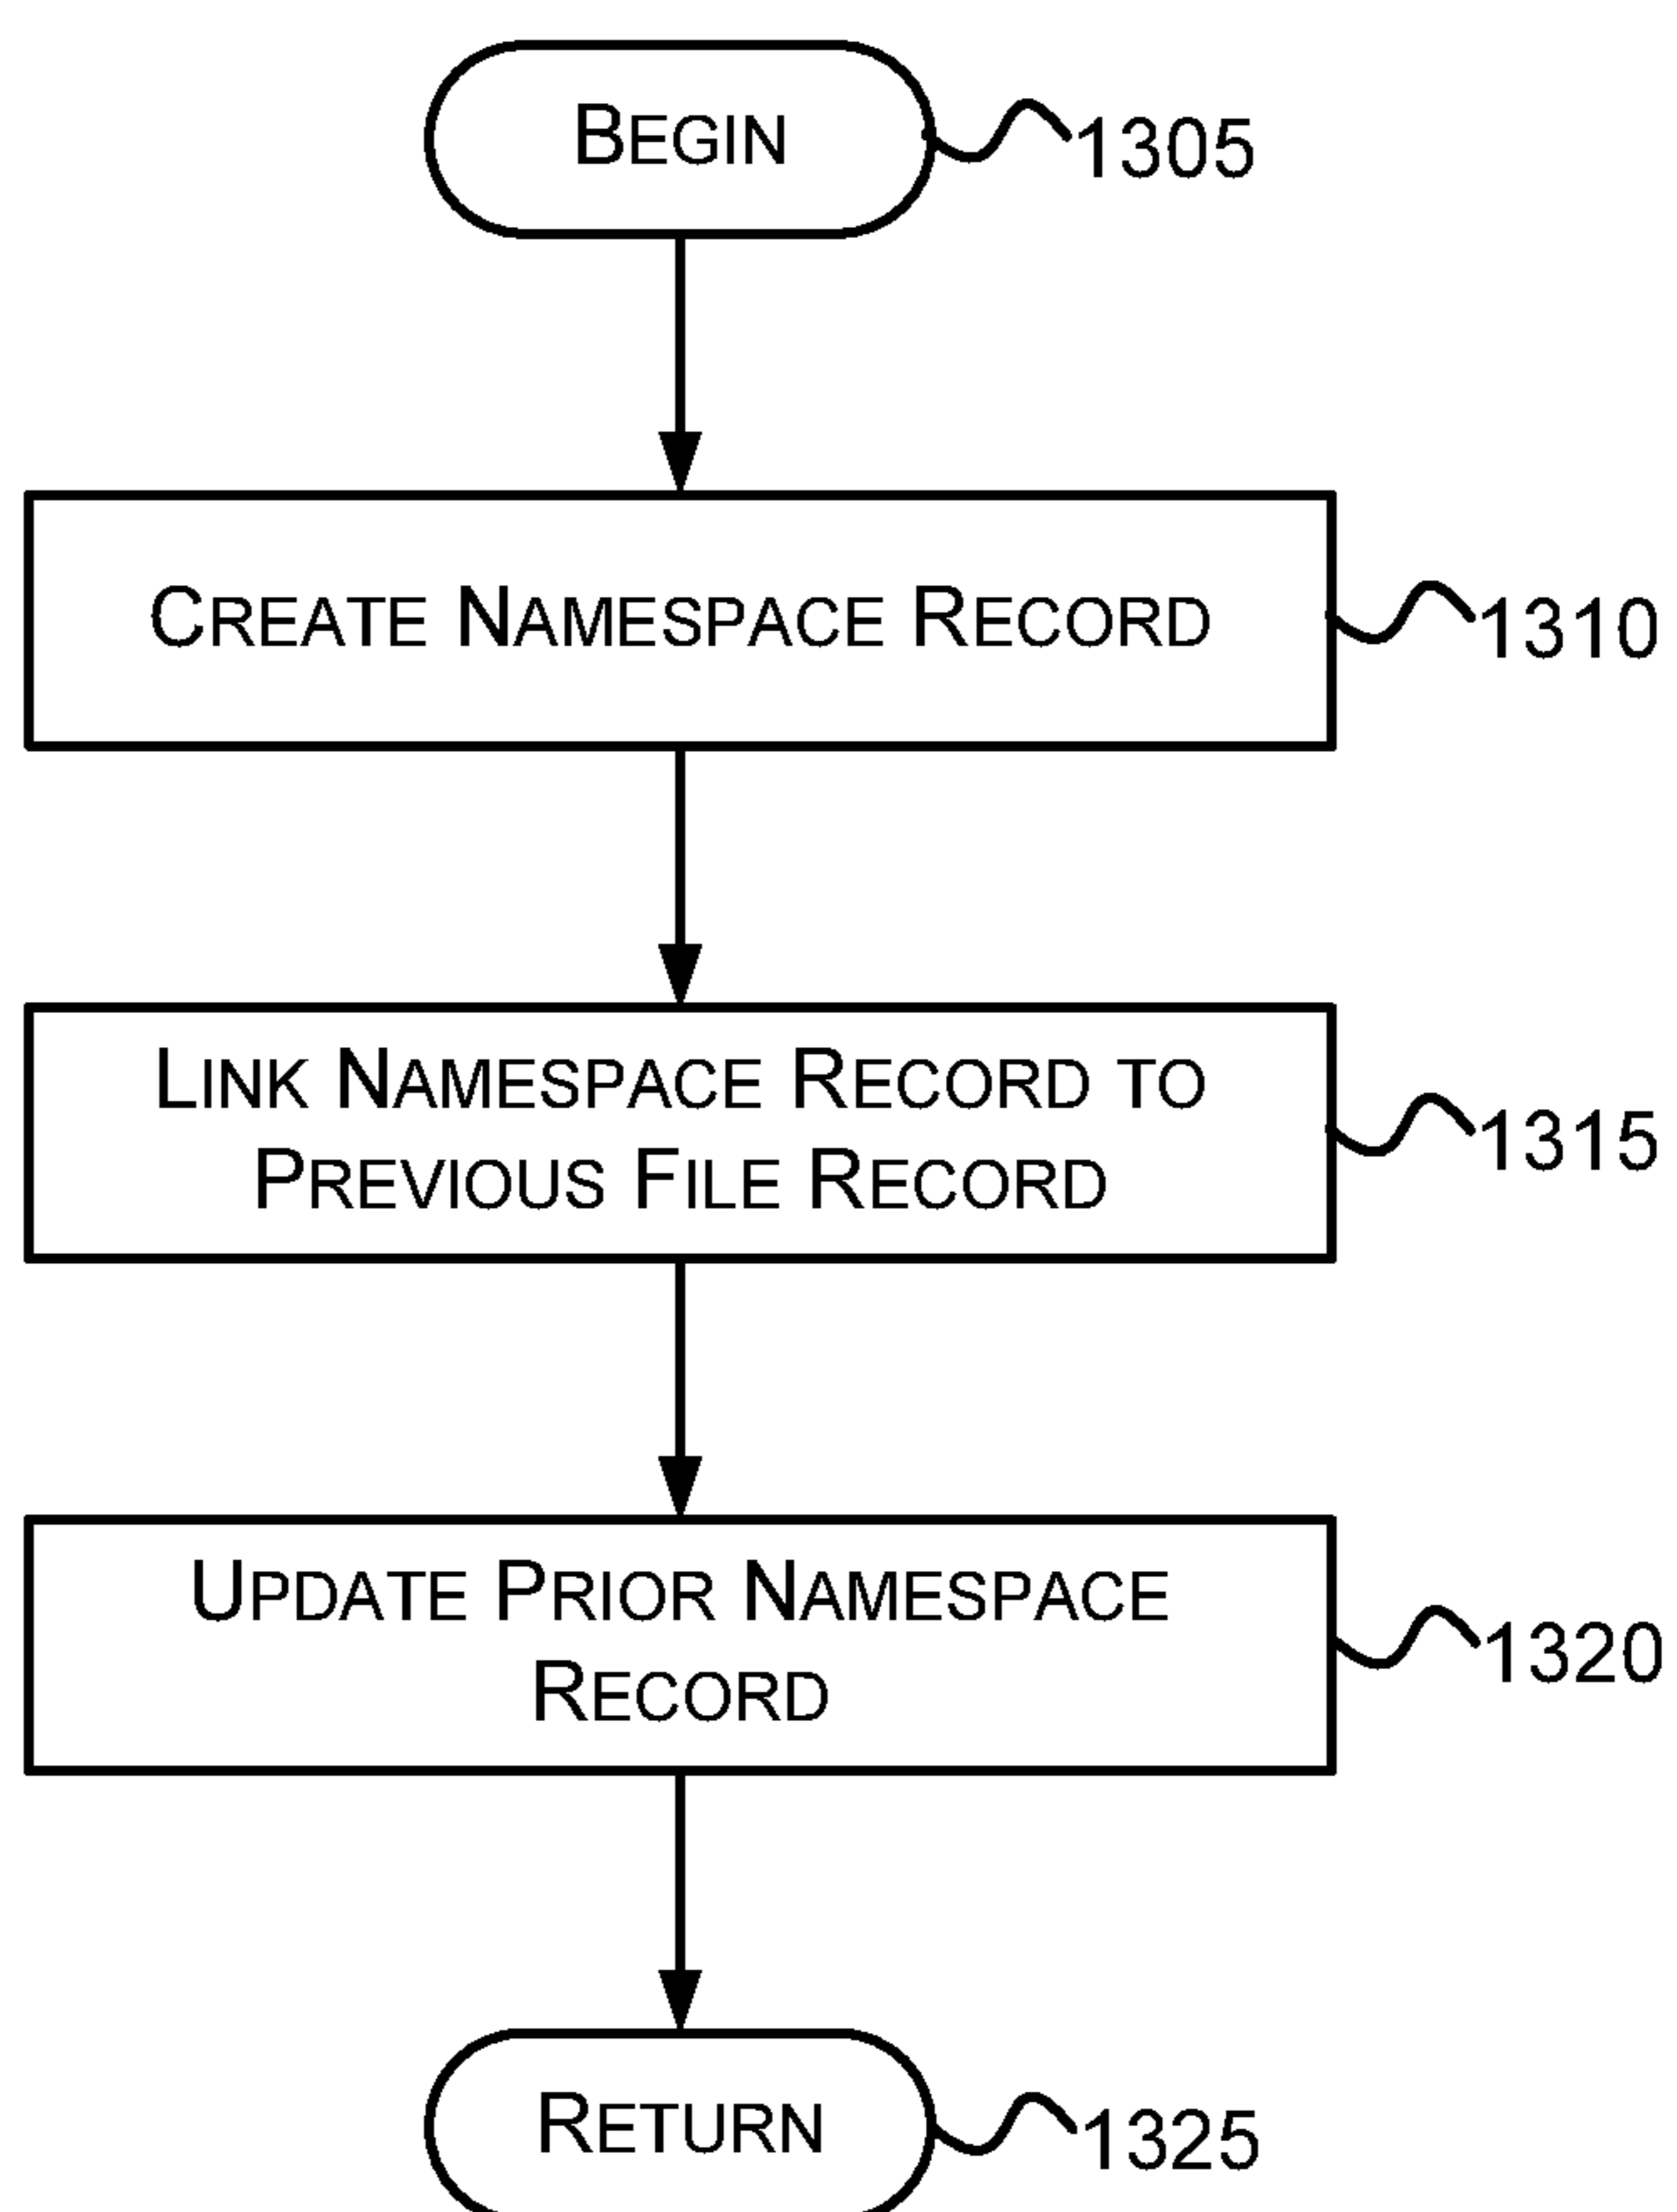 BEGIN
1305
CREATE NAMESPACE RECORD
1310
LINK NAMESPACE RECORD TO
PREVIOUS FILE RECORD
1315
UPDATE PRIOR NAMESPACE
RECORD
1320
RETURN
1325